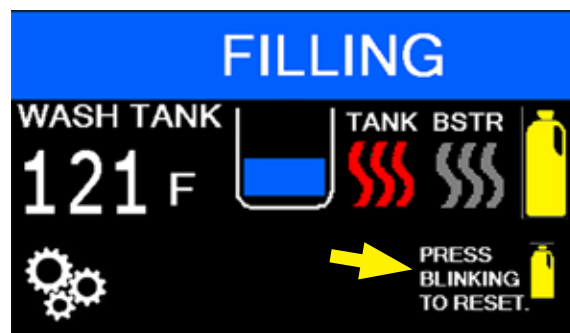 FILLING
WASH TANK
TANK BSTR
121 F
PRESS
BLINKING
TO RESET.